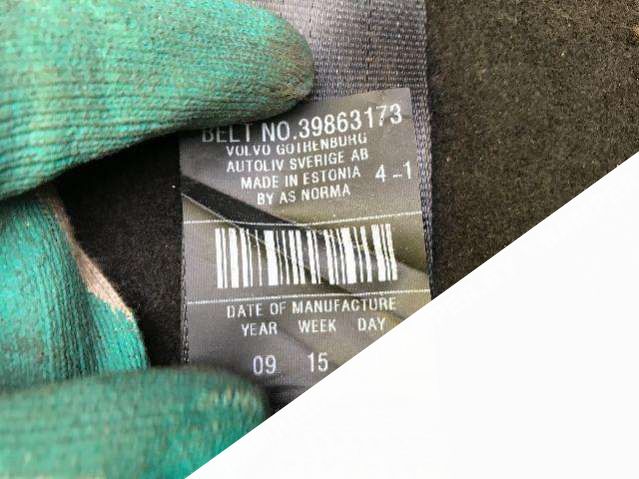 BELT NO.39863173
VOLVO GOTHENBURG
AUTOLIV SVERIGE AB
MADE IN ESTONIA 4-1
BY AS NORMA
DATE OF MANUFACTURE
YEAR WEEK DAY
09 15